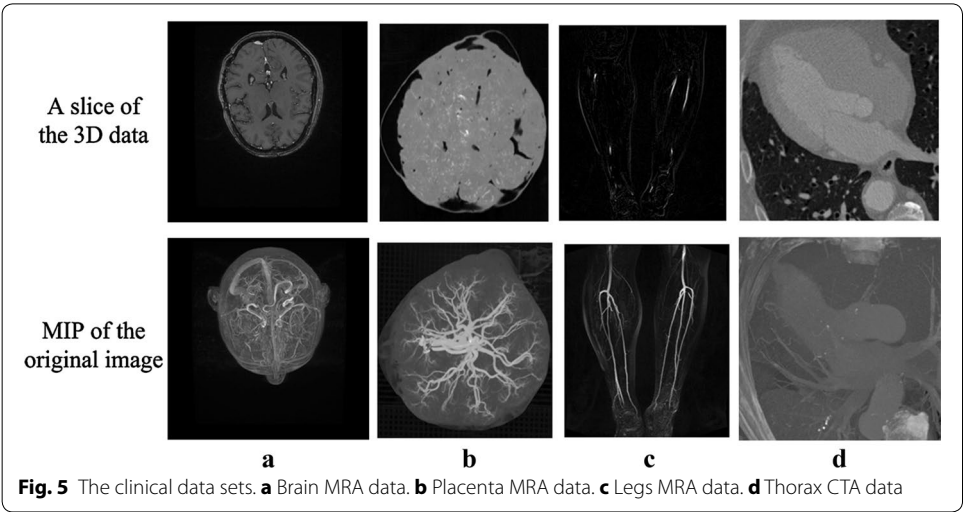 A slice of
the 3D data
MIP of the
original image
a b c d
Fig. 5 The clinical data sets. a Brain MRA data. b Placenta MRA data. c Legs MRA data. d Thorax CTA data